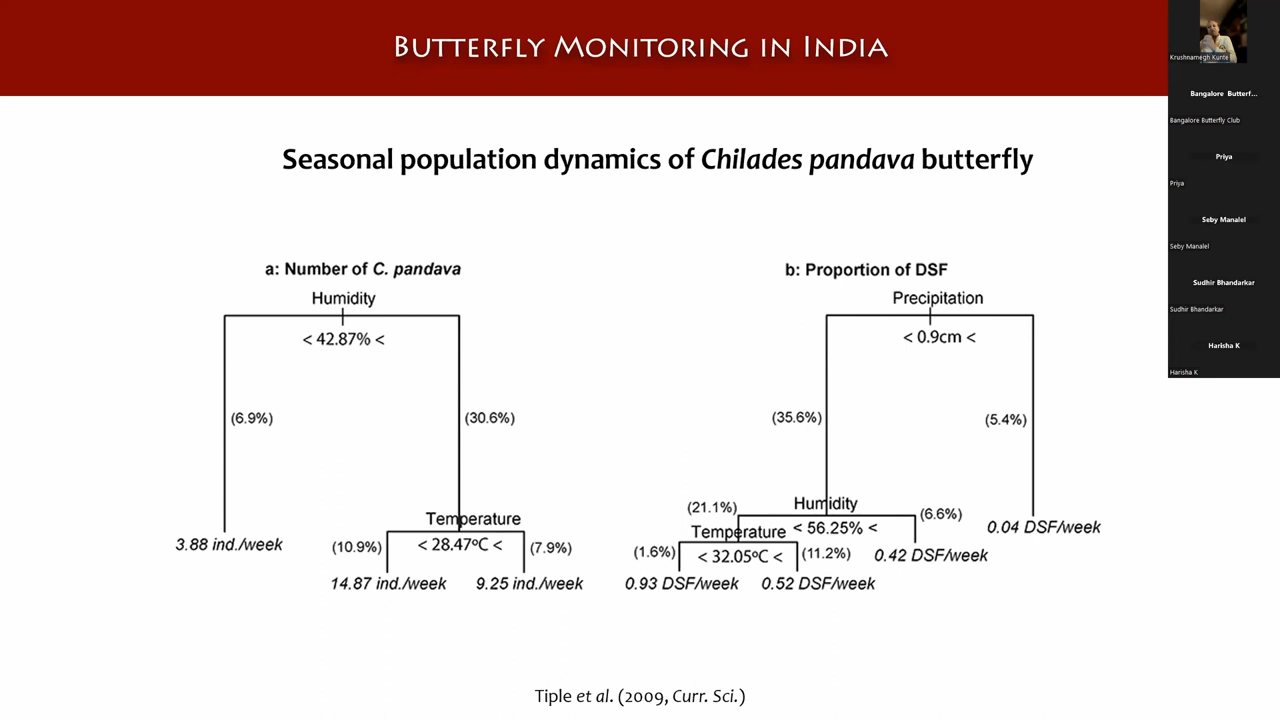 BUTTERFLY MONITORING IN INDIA
Seasonal population dynamics of Chilades pandava butterfly
a: Number of C. pandava
Humidity
< 42.87% <
(6.9%)
(30.6%)
Temperature
3.88 ind./week
(10.9%)
< 28.47ºC <
(7.9%)
14.87 ind./week
9.25 ind./week
b: Proportion of DSF
Precipitation
< 0.9cm <
(35.6%)
(5.4%)
Humidity
(21.1%)
(6.6%)
< 56.25% <
0.04 DSF/week
Temperature
(1.6%)
< 32.05ºC <
(11.2%)
0.42 DSF/week
0.93 DSF/week
0.52 DSF/week
Tiple et al. (2009, Curr. Sci.)
Krushnamegh Kunte
Bangalore Butterf...
Bangalore Butterfly Club
Priya
Priya
Seby Manalel
Seby Manalel
Sudhir Bhandarkar
Sudhir Bhandarkar
Harisha K
Harisha K